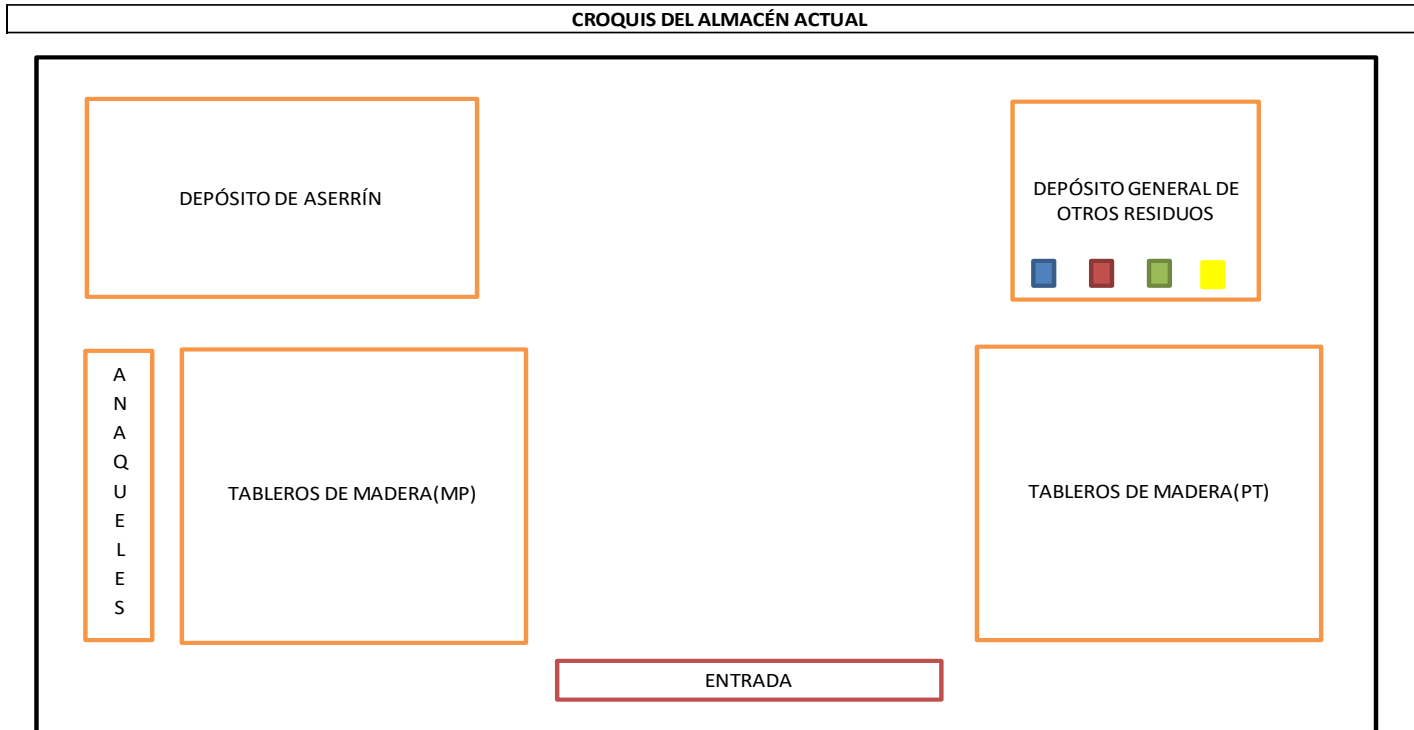 CROQUIS DEL ALMACÉN ACTUAL
DEPÓSITO DE ASERRÍN
DEPÓSITO GENERAL DE
OTROS RESIDUOS
A
N
A
Q
U
E
L
E
S
TABLEROS DE MADERA(MP)
TABLEROS DE MADERA(PT)
ENTRADA